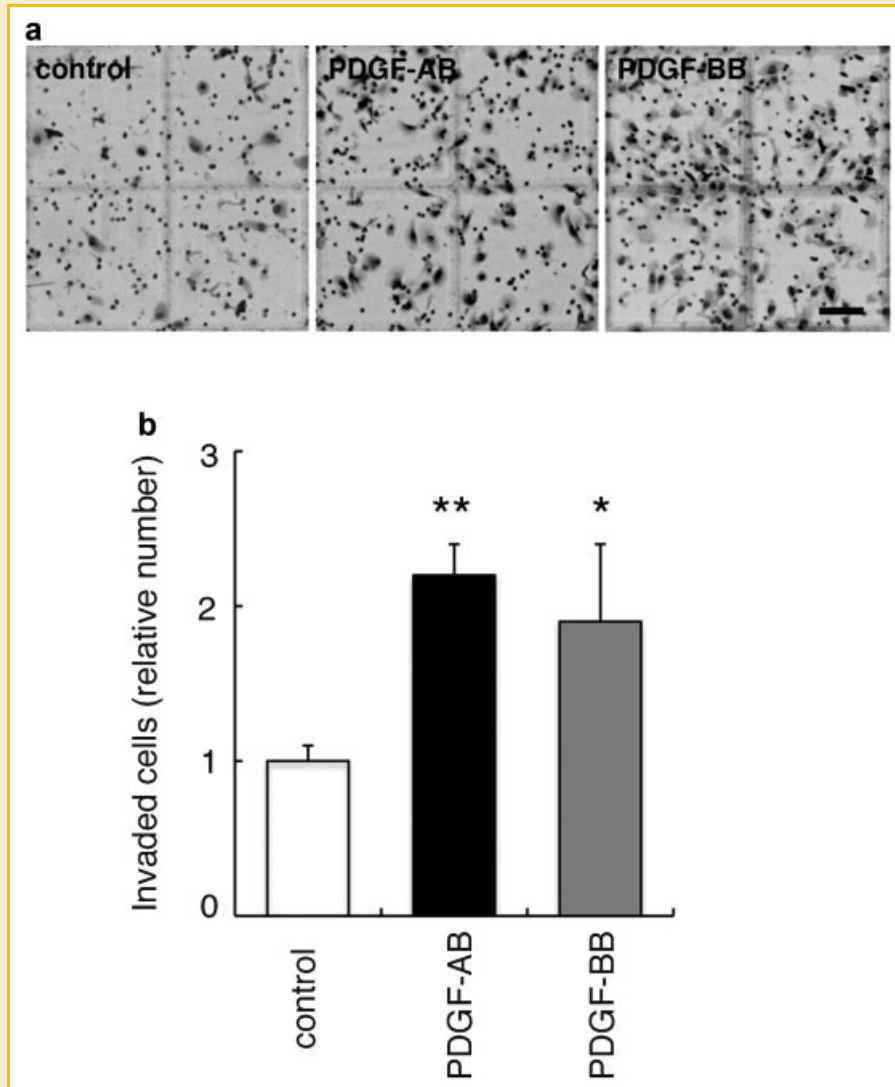 a
control PDGF-AB PDGF-BB
b
Invaded cells (relative number)
3
2
1
0
** *
control
PDGF-AB
PDGF-BB